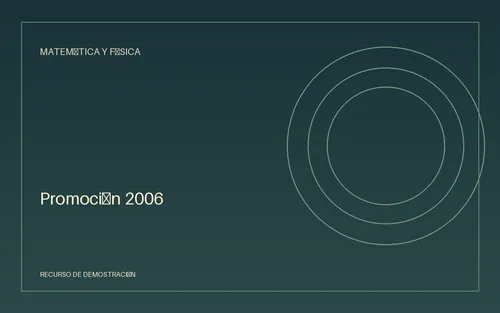 MATEM☒TICA Y F☒SICA
Promoci☒n 2006
RECURSO DE DEMOSTRACI☒N